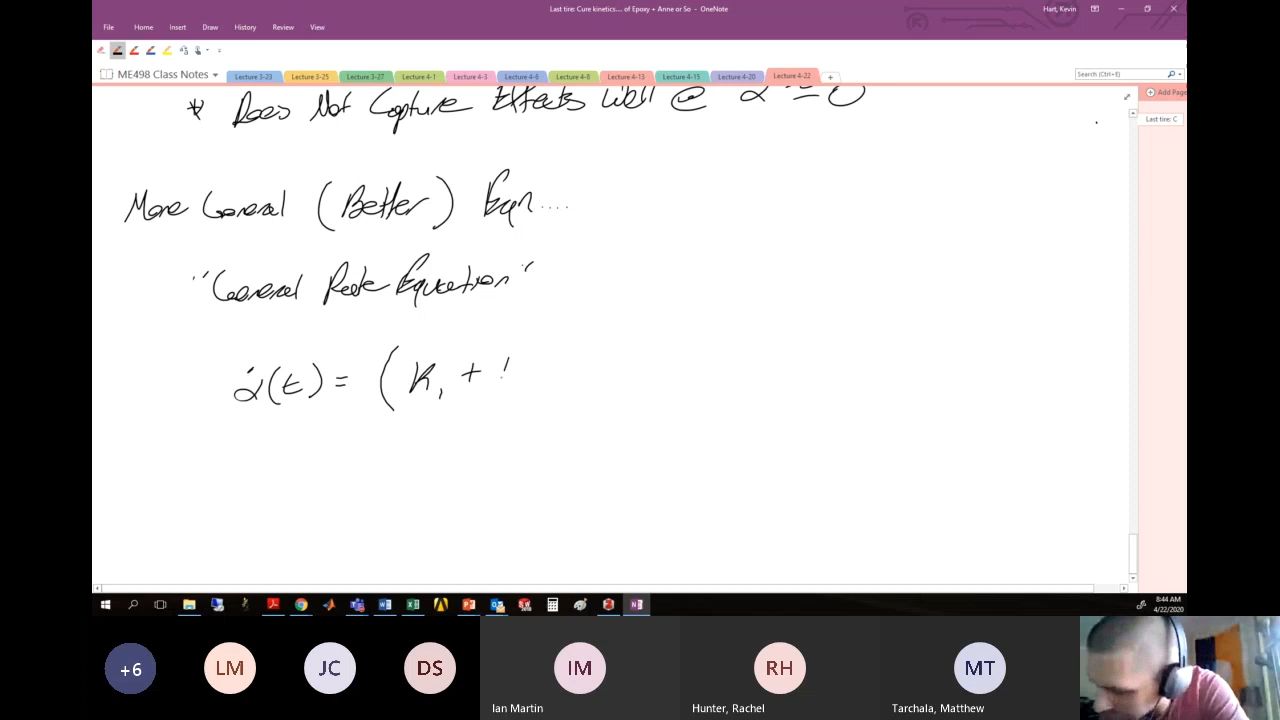 Last tire: Cure kinetics.... of Epoxy + Anne or So - OneNote
Hart, Kevin
File Home Insert Draw History Review View
ME498 Class Notes
Lecture 3-23 Lecture 3-25 Lecture 3-27 Lecture 4-1 Lecture 4-3 Lecture 4-6 Lecture 4-8 Lecture 4-13 Lecture 4-15 Lecture 4-20 Lecture 4-22
Search (Ctrl+E)
Add Page
Last tire: C
* Does Not Capture Effects Well @ α ≈ 0
More General (Better) Eqn....
"General Rate Equation"
α̇(t) = ( K₁ +
8:44 AM
4/22/2020
+6 LM JC DS IM RH MT
Ian Martin Hunter, Rachel Tarchala, Matthew